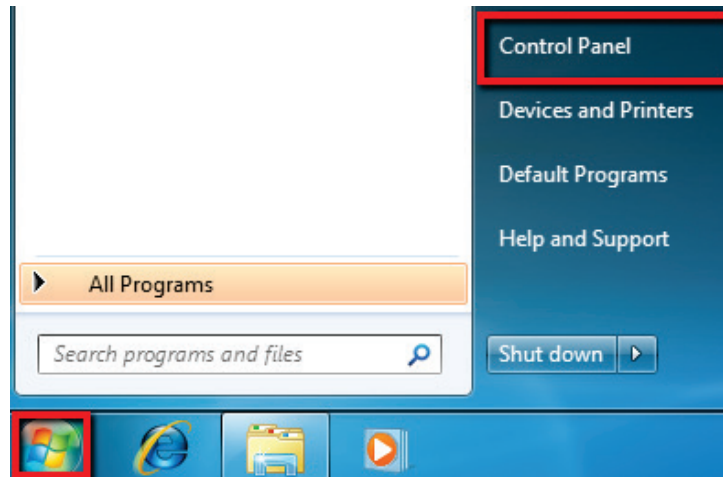 Control Panel
Devices and Printers
Default Programs
Help and Support
All Programs
Search programs and files
Shut down